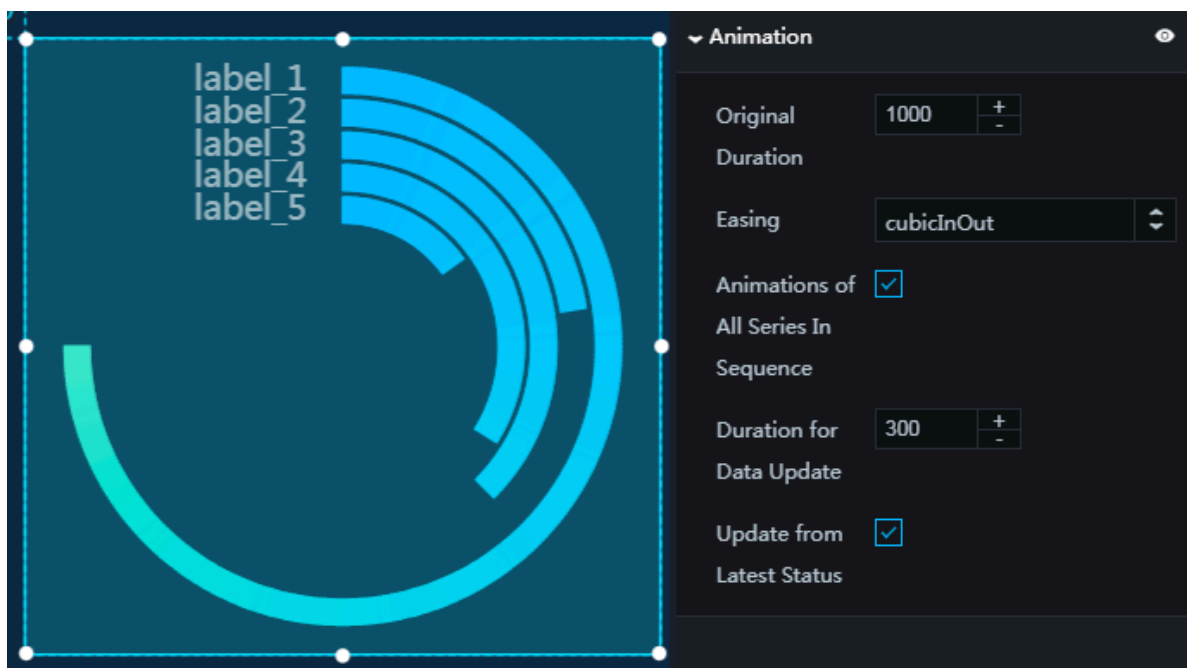 label_1
label_2
label_3
label_4
label_5
Animation
Original
Duration
1000
+
-
Easing
cubicInOut
Animations of
All Series In
Sequence
Duration for
Data Update
300
+
-
Update from
Latest Status